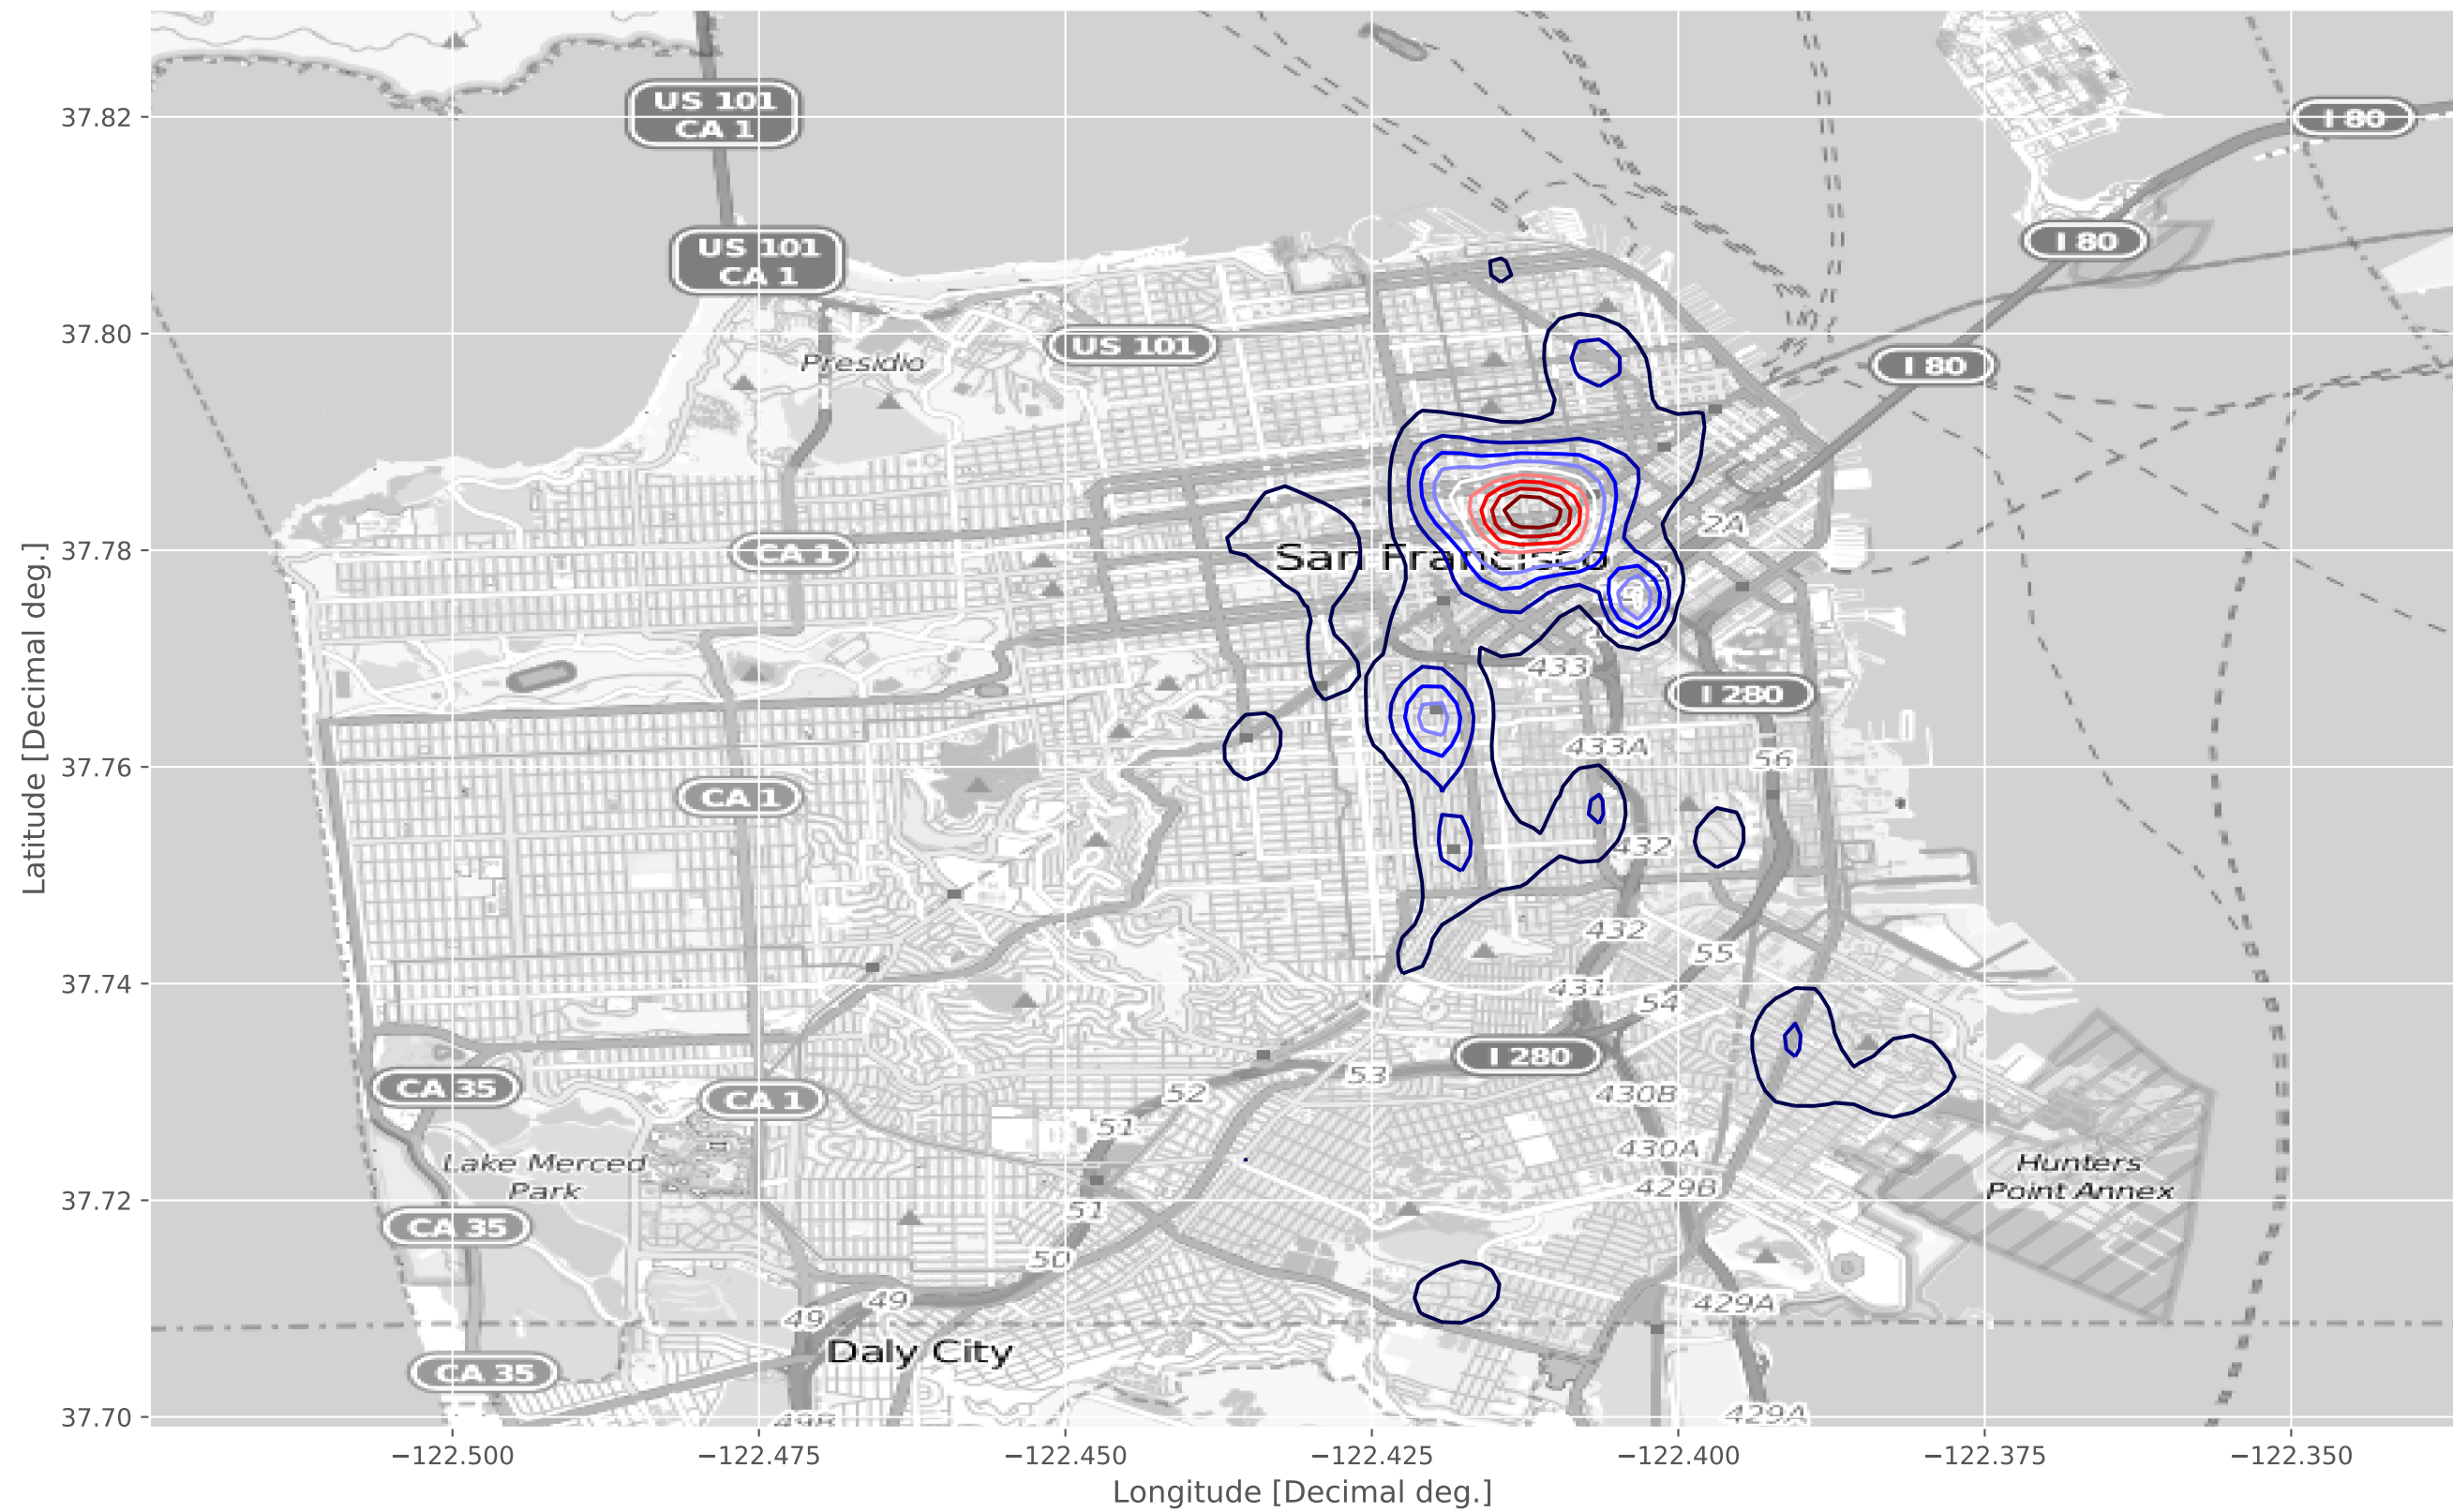 US 101
CA 1
37.82
I 80
US 101
CA 1
I 80
37.80
US 101
Presidio
I 80
2A
37.78
CA 1
San Francisco
433
I 280
433A
37.76
56
CA 1
432
432
55
37.74
431
54
I 280
53
CA 35
CA 1
52
430B
51
430A
Lake Merced
Park
Hunters
Point Annex
429B
37.72
51
CA 35
50
49
429A
49
Daly City
CA 35
37.70
49B
429A
−122.500
−122.475
−122.450
−122.425
−122.400
−122.375
−122.350
Longitude [Decimal deg.]
Latitude [Decimal deg.]